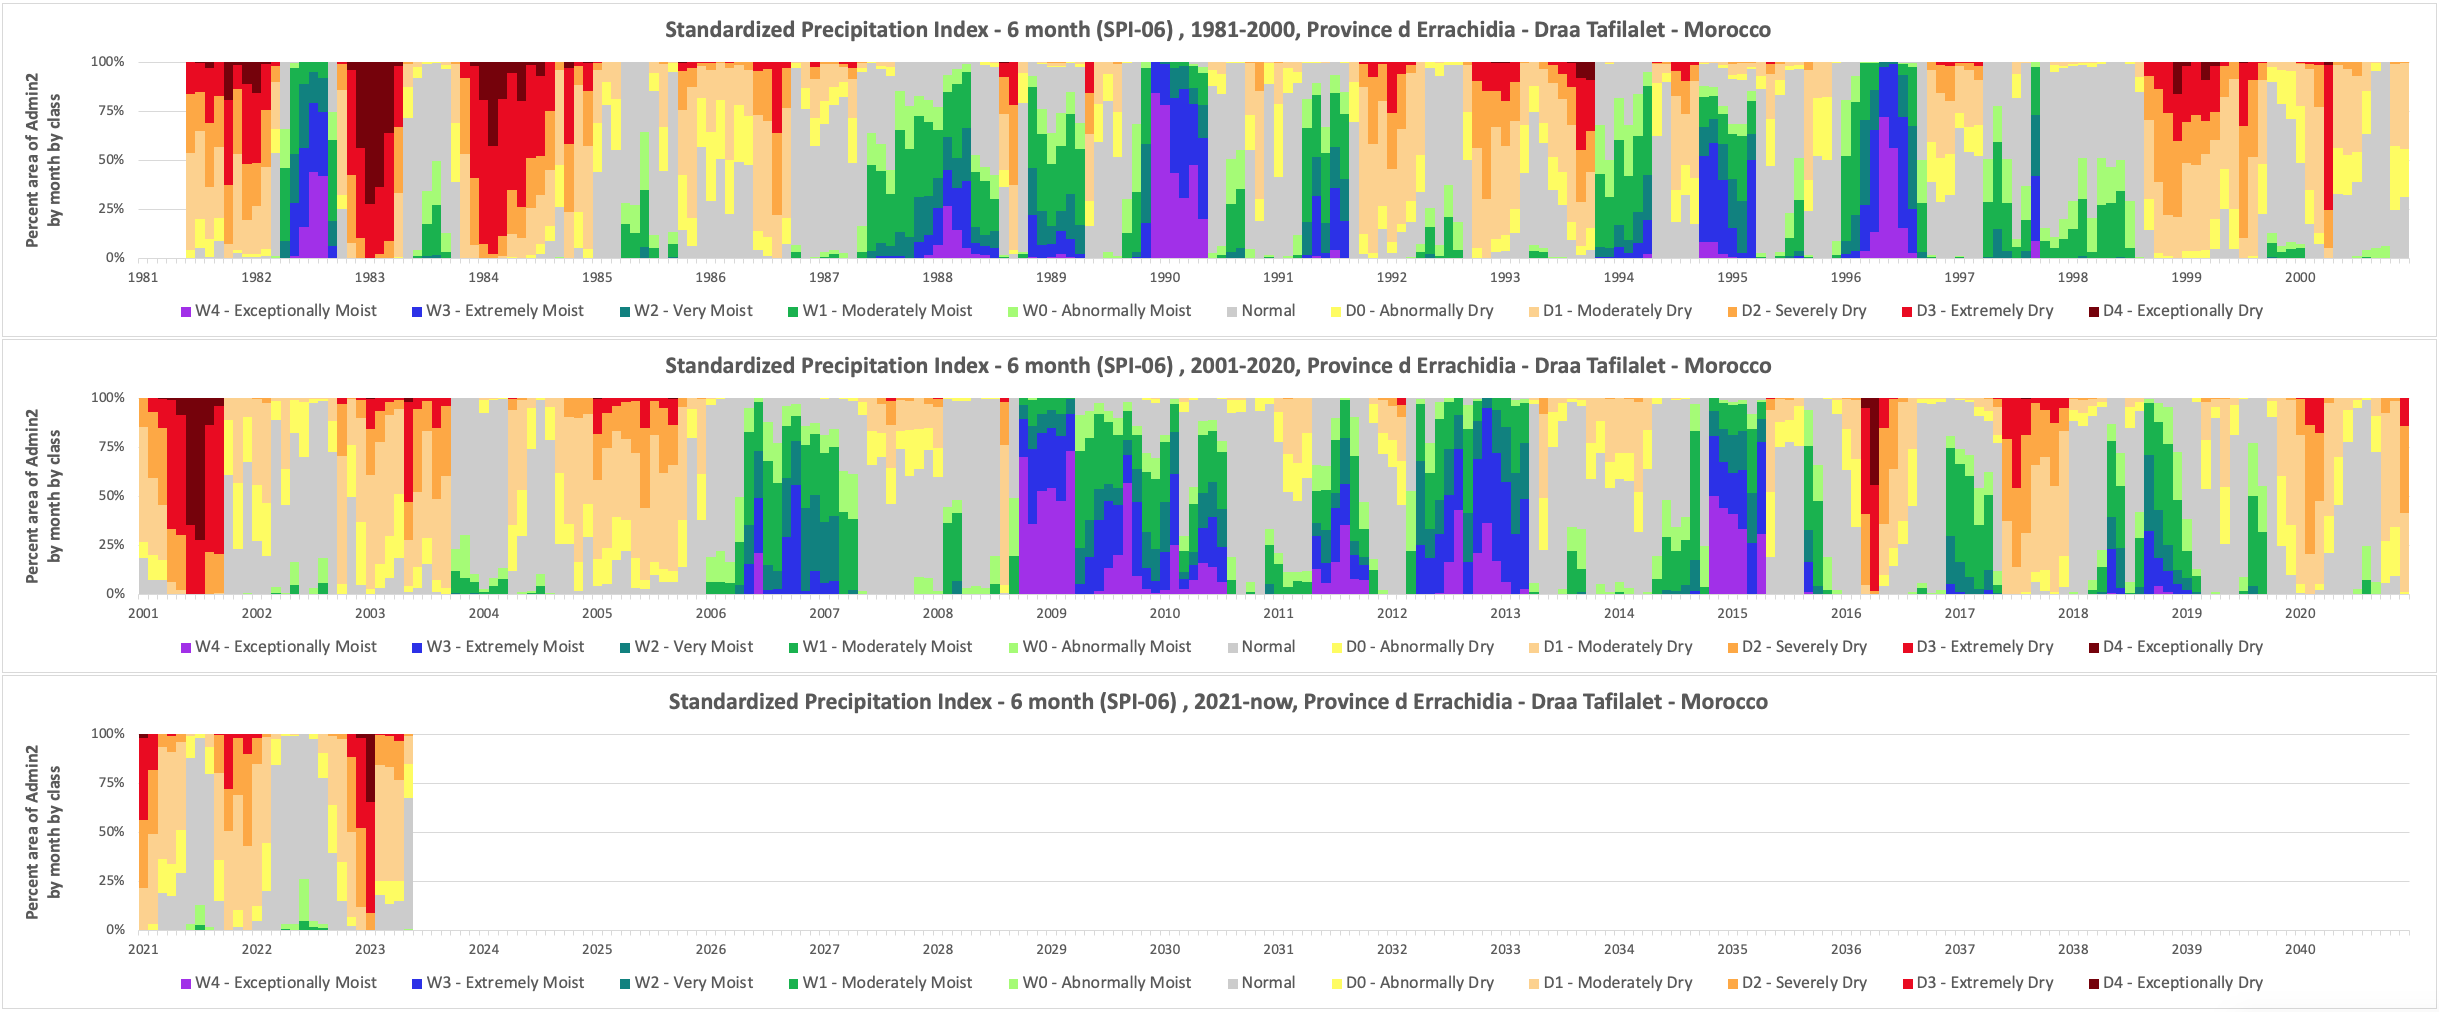 Standardized Precipitation Index - 6 month (SPI-06) , 1981-2000, Province d Errachidia - Draa Tafilalet - Morocco
Percent area of Admin2
by month by class
100%
75%
50%
25%
0%
1981 1982 1983 1984 1985 1986 1987 1988 1989 1990 1991 1992 1993 1994 1995 1996 1997 1998 1999 2000
W4 - Exceptionally Moist W3 - Extremely Moist W2 - Very Moist W1 - Moderately Moist W0 - Abnormally Moist Normal D0 - Abnormally Dry D1 - Moderately Dry D2 - Severely Dry D3 - Extremely Dry D4 - Exceptionally Dry
Standardized Precipitation Index - 6 month (SPI-06) , 2001-2020, Province d Errachidia - Draa Tafilalet - Morocco
Percent area of Admin2
by month by class
100%
75%
50%
25%
0%
2001 2002 2003 2004 2005 2006 2007 2008 2009 2010 2011 2012 2013 2014 2015 2016 2017 2018 2019 2020
W4 - Exceptionally Moist W3 - Extremely Moist W2 - Very Moist W1 - Moderately Moist W0 - Abnormally Moist Normal D0 - Abnormally Dry D1 - Moderately Dry D2 - Severely Dry D3 - Extremely Dry D4 - Exceptionally Dry
Standardized Precipitation Index - 6 month (SPI-06) , 2021-now, Province d Errachidia - Draa Tafilalet - Morocco
Percent area of Admin2
by month by class
100%
75%
50%
25%
0%
2021 2022 2023 2024 2025 2026 2027 2028 2029 2030 2031 2032 2033 2034 2035 2036 2037 2038 2039 2040
W4 - Exceptionally Moist W3 - Extremely Moist W2 - Very Moist W1 - Moderately Moist W0 - Abnormally Moist Normal D0 - Abnormally Dry D1 - Moderately Dry D2 - Severely Dry D3 - Extremely Dry D4 - Exceptionally Dry